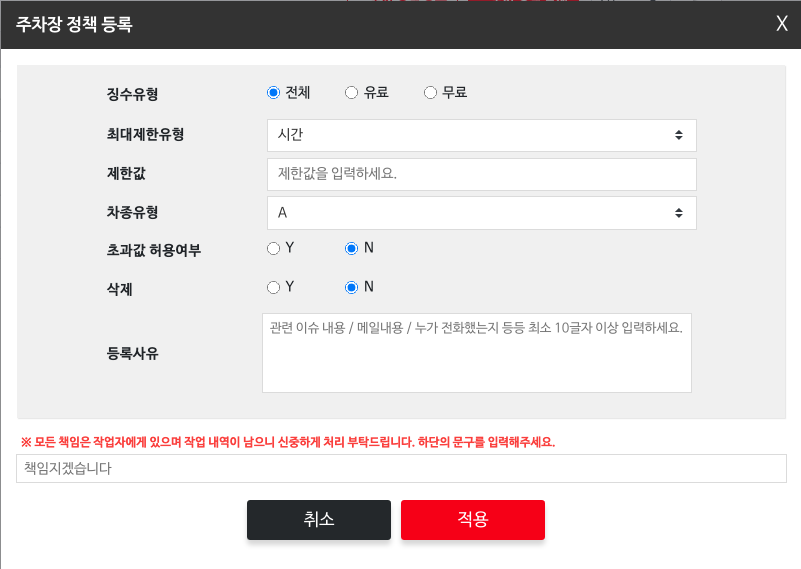 주차장 정책 등록 X
징수유형 전체 유료 무료
최대제한유형 시간
제한값 제한값을 입력하세요.
차종유형 A
초과값 허용여부 Y N
삭제 Y N
관련 이슈 내용 / 메일내용 / 누가 전화했는지 등등 최소 10글자 이상 입력하세요.
등록사유
※ 모든 책임은 작업자에게 있으며 작업 내역이 남으니 신중하게 처리 부탁드립니다. 하단의 문구를 입력해주세요.
책임지겠습니다
취소 적용